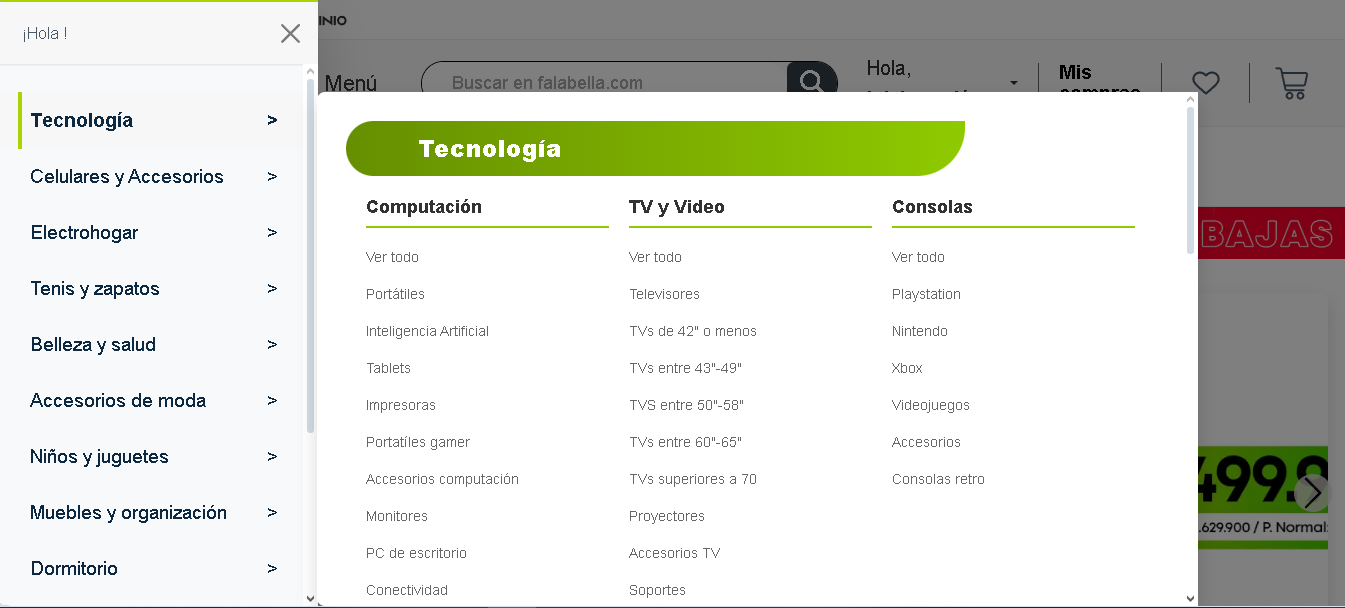 ¡Hola !
INIO
Menú
Buscar en falabella.com
Hola,
Mis
compras
Tecnología >
Celulares y Accesorios >
Electrohogar >
Tenis y zapatos >
Belleza y salud >
Accesorios de moda >
Niños y juguetes >
Muebles y organización >
Dormitorio >
Tecnología
Computación
Ver todo
Portátiles
Inteligencia Artificial
Tablets
Impresoras
Portatíles gamer
Accesorios computación
Monitores
PC de escritorio
Conectividad
TV y Video
Ver todo
Televisores
TVs de 42" o menos
TVs entre 43"-49"
TVS entre 50"-58"
TVs entre 60"-65"
TVs superiores a 70
Proyectores
Accesorios TV
Soportes
Consolas
Ver todo
Playstation
Nintendo
Xbox
Videojuegos
Accesorios
Consolas retro
BAJAS
499.9
.629.900 / P. Normal: